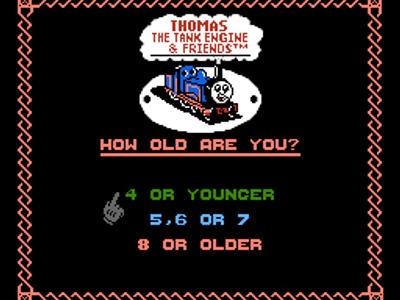 THOMAS
THE TANK ENGINE
& FRIENDS™
HOW OLD ARE YOU?
4 OR YOUNGER
5,6 OR 7
8 OR OLDER